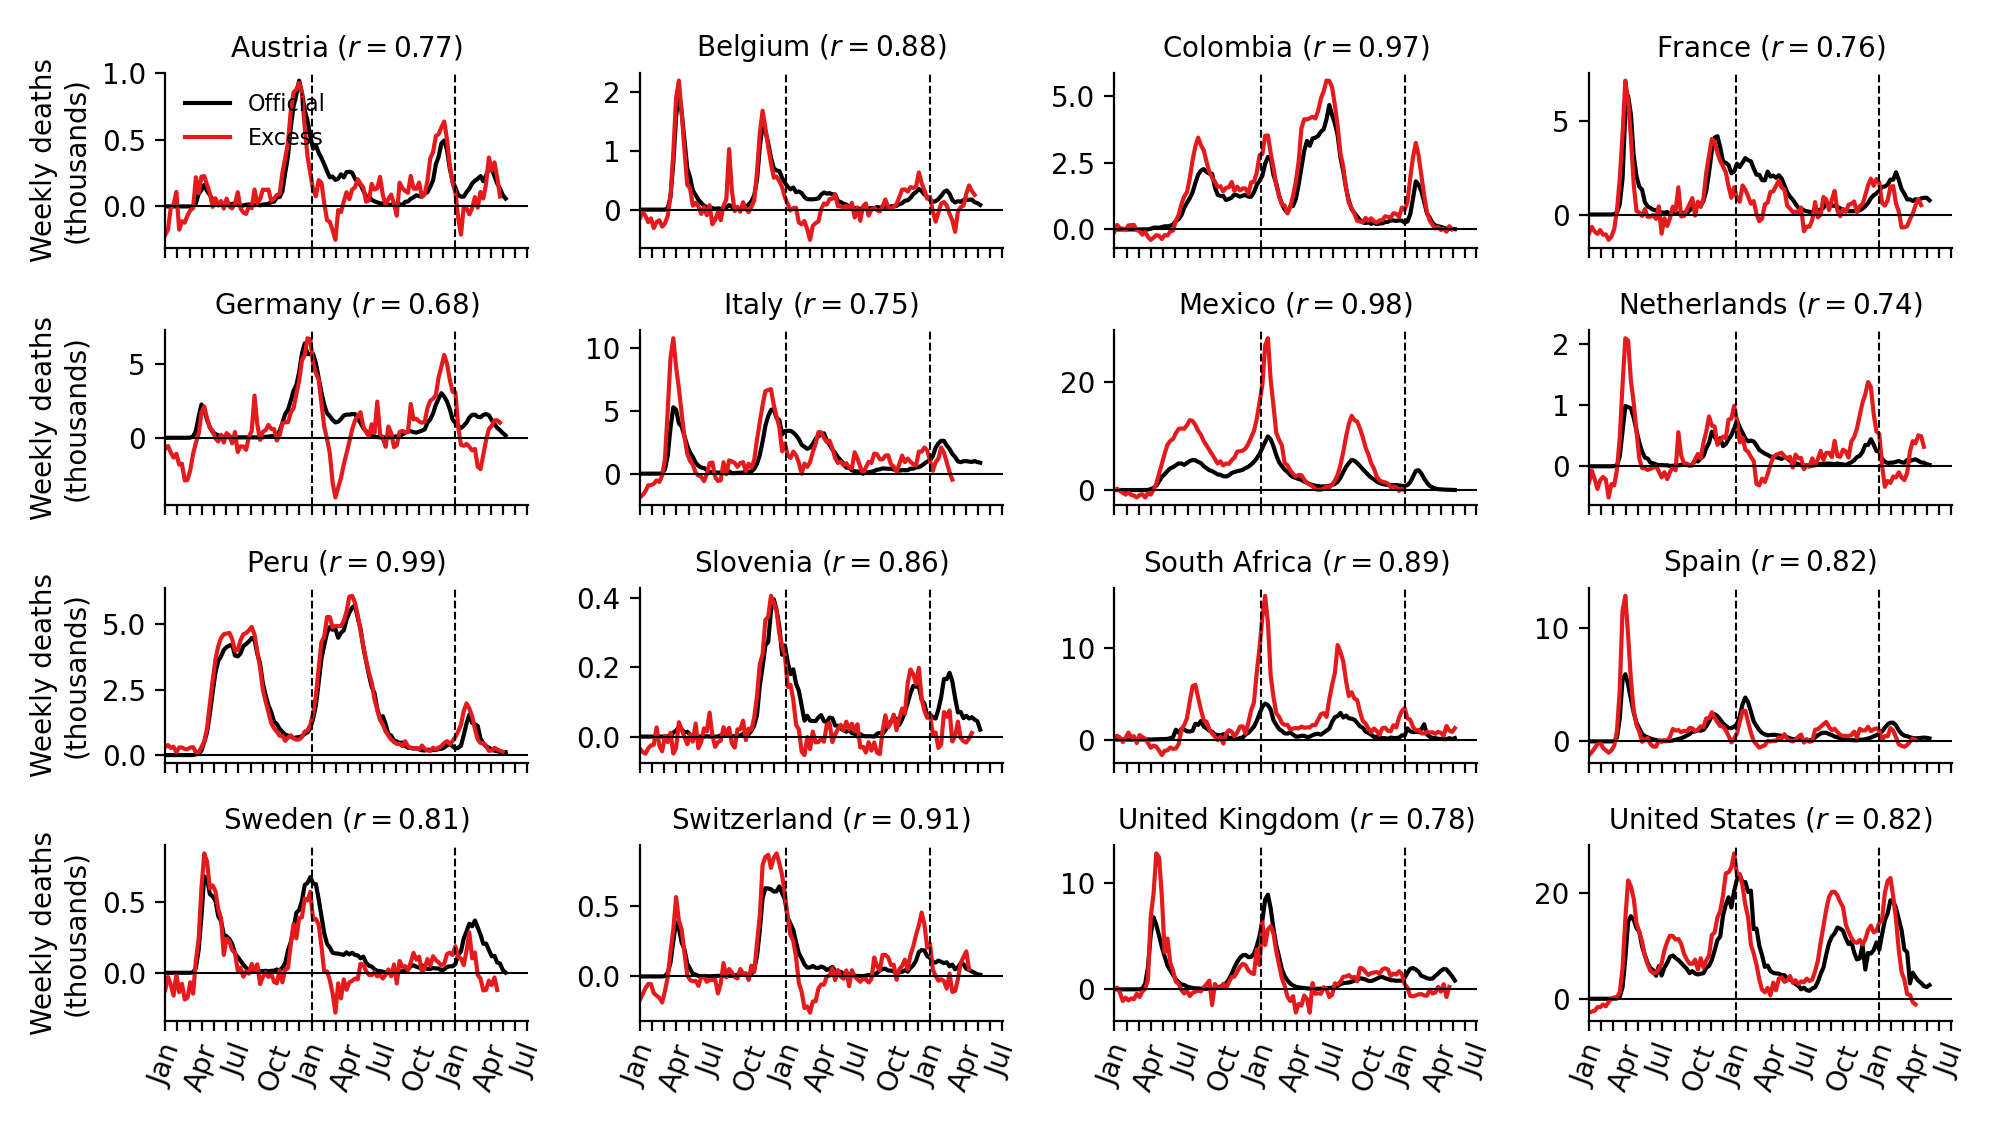 Austria (r = 0.77)
Belgium (r = 0.88)
Colombia (r = 0.97)
France (r = 0.76)
Weekly deaths
(thousands)
1.0
0.5
0.0
Official
Excess
2
1
0
5.0
2.5
0.0
5
0
Germany (r = 0.68)
Italy (r = 0.75)
Mexico (r = 0.98)
Netherlands (r = 0.74)
Weekly deaths
(thousands)
5
0
10
5
0
20
0
2
1
0
Peru (r = 0.99)
Slovenia (r = 0.86)
South Africa (r = 0.89)
Spain (r = 0.82)
Weekly deaths
(thousands)
5.0
2.5
0.0
0.4
0.2
0.0
10
0
10
0
Sweden (r = 0.81)
Switzerland (r = 0.91)
United Kingdom (r = 0.78)
United States (r = 0.82)
Weekly deaths
(thousands)
0.5
0.0
0.5
0.0
10
0
20
0
Jan Apr Jul Oct Jan Apr Jul Oct Jan Apr Jul
Jan Apr Jul Oct Jan Apr Jul Oct Jan Apr Jul
Jan Apr Jul Oct Jan Apr Jul Oct Jan Apr Jul
Jan Apr Jul Oct Jan Apr Jul Oct Jan Apr Jul